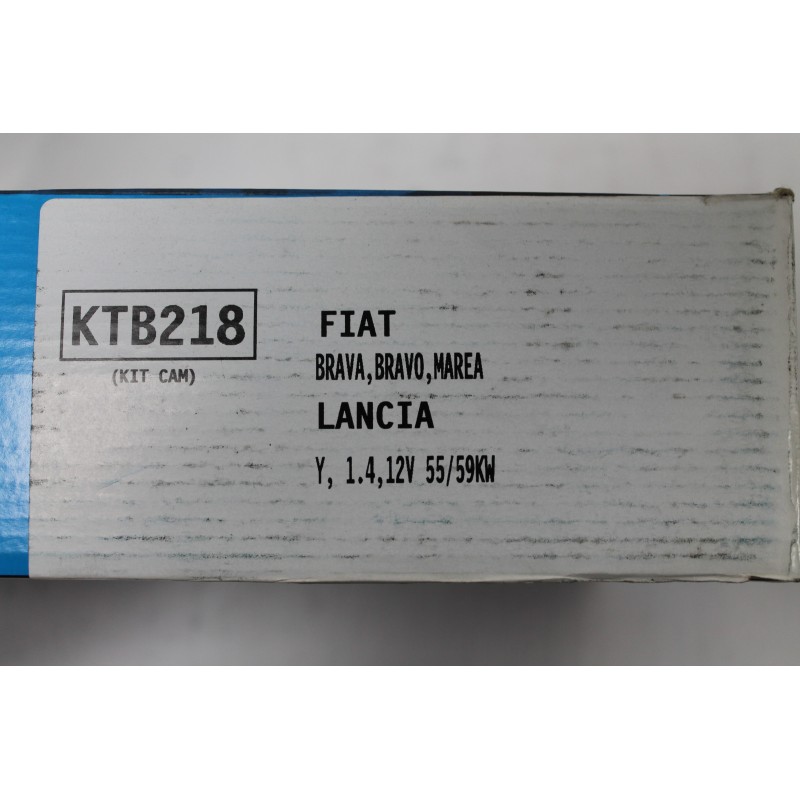 KTB218
(KIT CAM)
FIAT
BRAVA,BRAVO,MAREA
LANCIA
Y, 1.4,12V 55/59KW